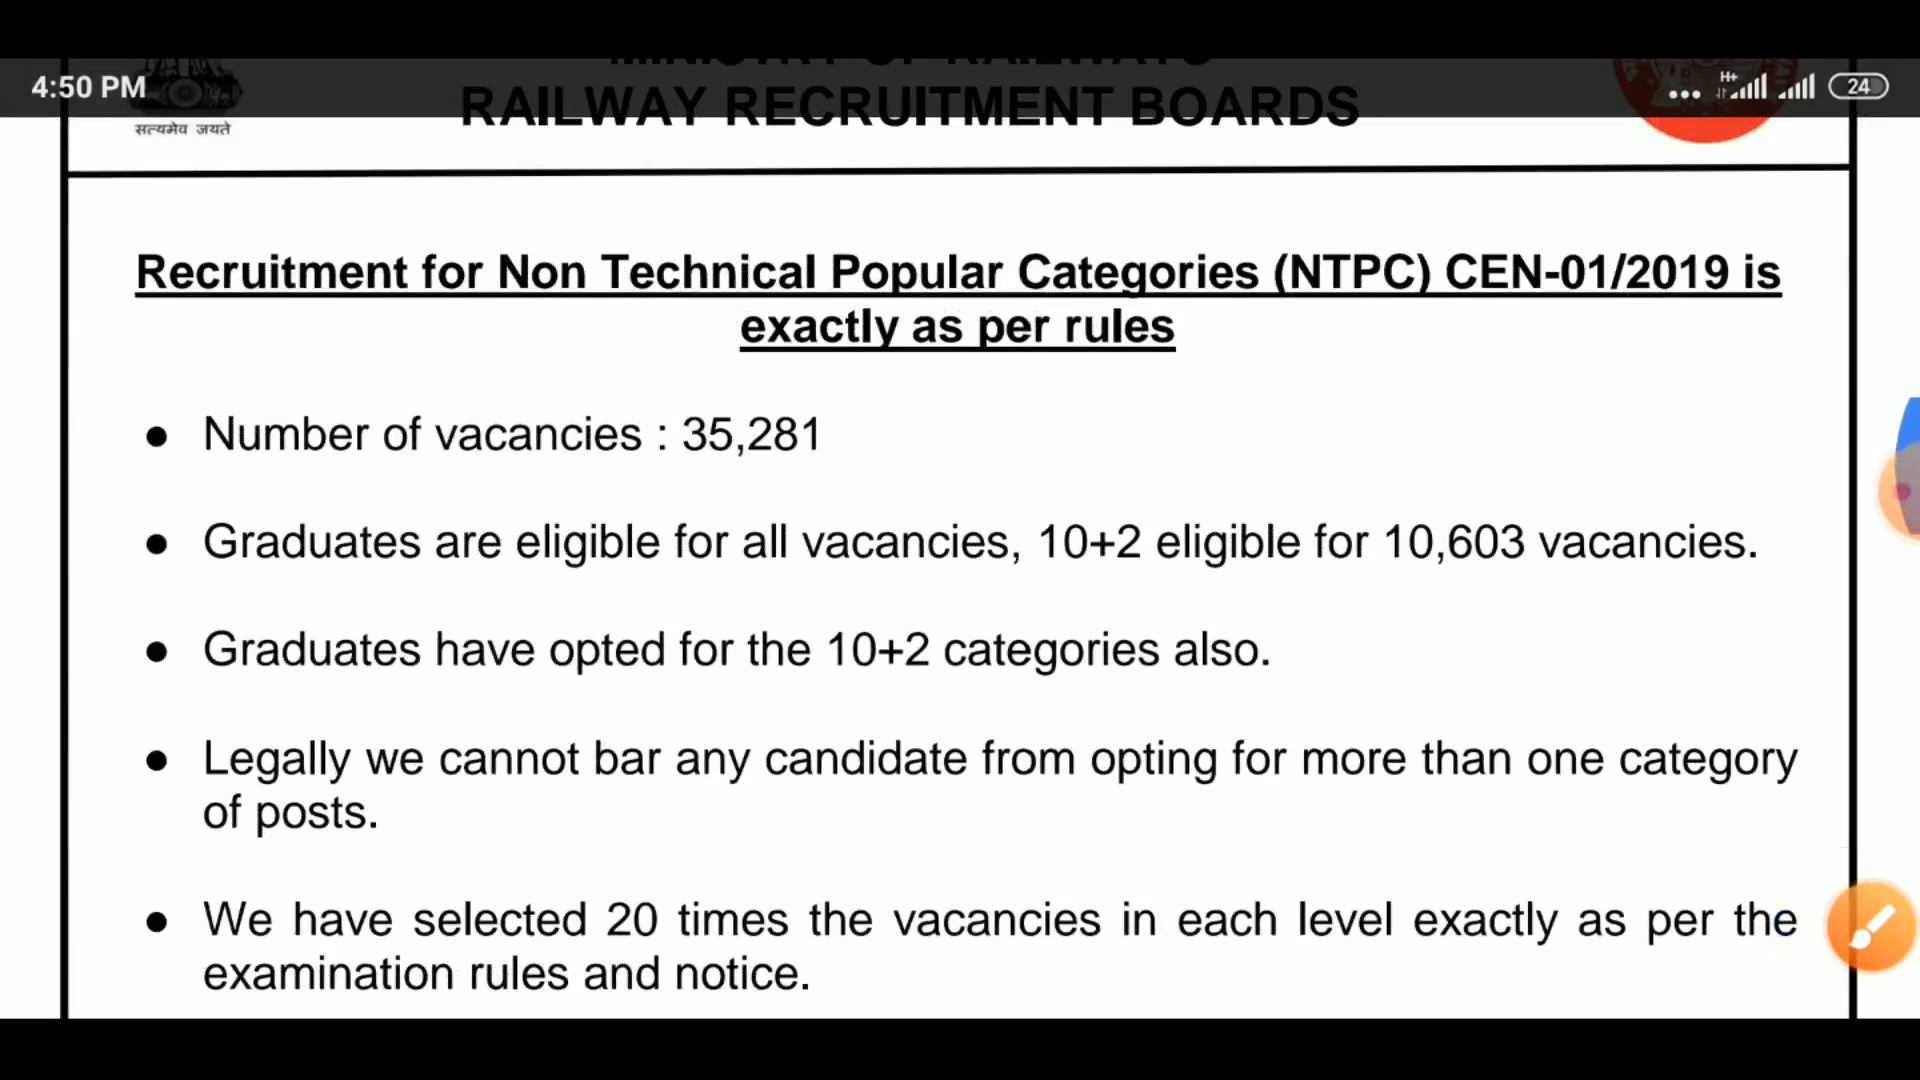 4:50 PM
H+
24
MINISTRY OF RAILWAYS
RAILWAY RECRUITMENT BOARDS
सत्यमेव जयते
Recruitment for Non Technical Popular Categories (NTPC) CEN-01/2019 is
exactly as per rules
● Number of vacancies : 35,281
● Graduates are eligible for all vacancies, 10+2 eligible for 10,603 vacancies.
● Graduates have opted for the 10+2 categories also.
● Legally we cannot bar any candidate from opting for more than one category
of posts.
● We have selected 20 times the vacancies in each level exactly as per the
examination rules and notice.